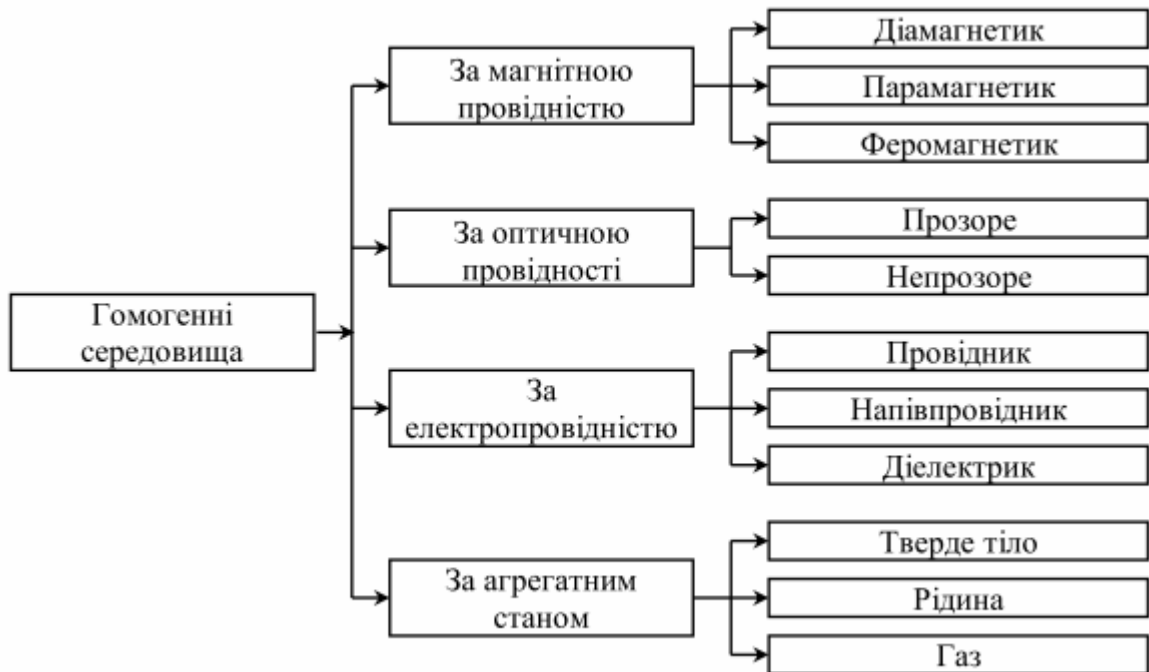 Гомогенні
середовища
За магнітною
провідністю
Діамагнетик
Парамагнетик
Феромагнетик
За оптичною
провідності
Прозоре
Непрозоре
За
електропровідністю
Провідник
Напівпровідник
Діелектрик
За агрегатним
станом
Тверде тіло
Рідина
Газ